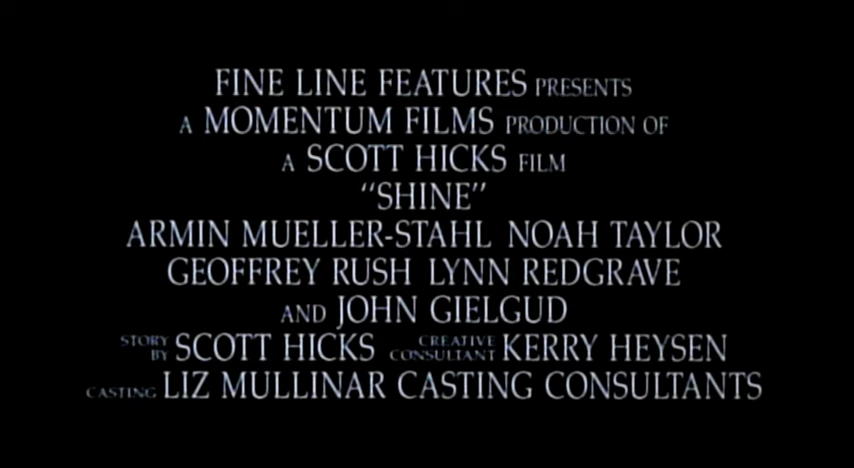 FINE LINE FEATURES PRESENTS
A MOMENTUM FILMS PRODUCTION OF
A SCOTT HICKS FILM
"SHINE"
ARMIN MUELLER-STAHL NOAH TAYLOR
GEOFFREY RUSH LYNN REDGRAVE
AND JOHN GIELGUD
STORY BY SCOTT HICKS CREATIVE CONSULTANT KERRY HEYSEN
CASTING LIZ MULLINAR CASTING CONSULTANTS